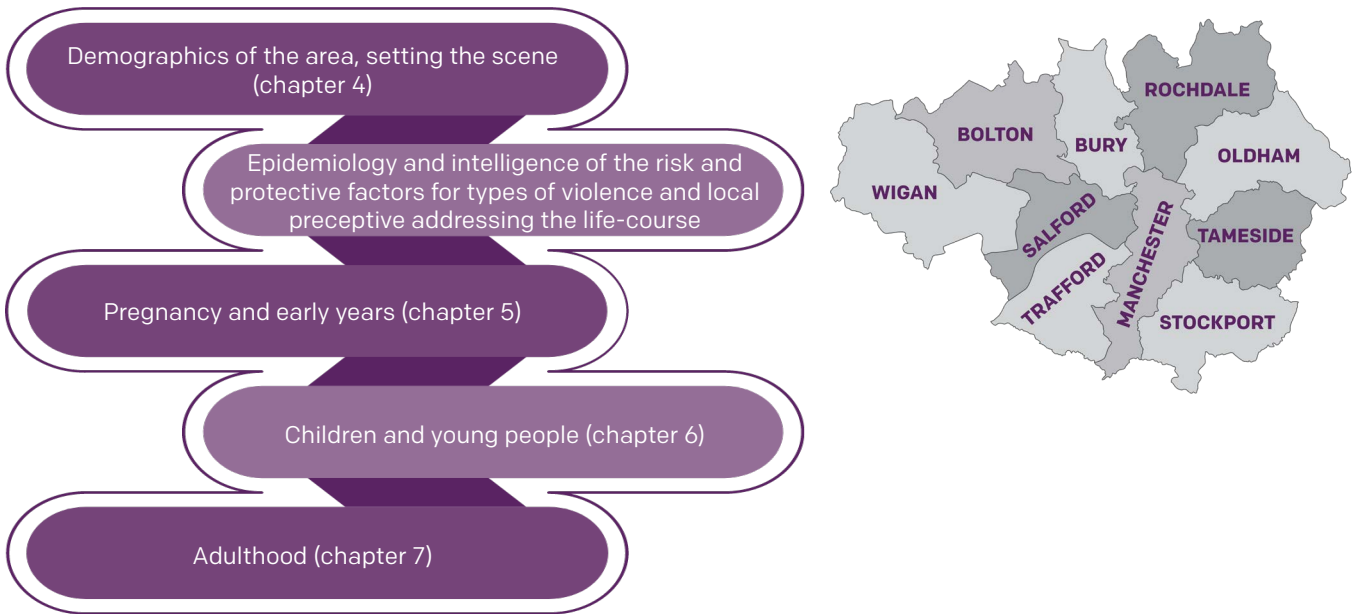 Demographics of the area, setting the scene
(chapter 4)
Epidemiology and intelligence of the risk and
protective factors for types of violence and local
preceptive addressing the life-course
Pregnancy and early years (chapter 5)
Children and young people (chapter 6)
Adulthood (chapter 7)
ROCHDALE
BOLTON
BURY
OLDHAM
WIGAN
SALFORD
MANCHESTER
TAMESIDE
TRAFFORD
STOCKPORT